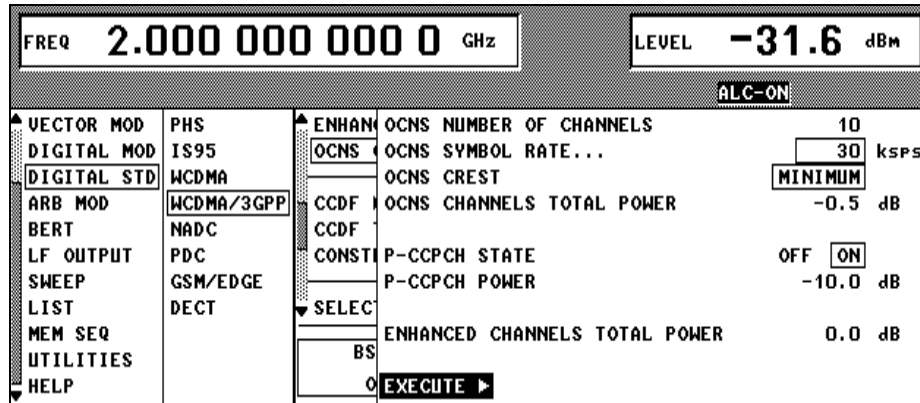 FREQ 2.000 000 000 0 GHz LEVEL -31.6 dBm
ALC-ON
VECTOR MOD
DIGITAL MOD
DIGITAL STD
ARB MOD
BERT
LF OUTPUT
SWEEP
LIST
MEM SEQ
UTILITIES
HELP
PHS
IS95
WCDMA
WCDMA/3GPP
NADC
PDC
GSM/EDGE
DECT
ENHAN
OCNS
CCDF
CCDF
CONSTE
SELECT
BS
OCNS NUMBER OF CHANNELS 10
OCNS SYMBOL RATE... 30 ksps
OCNS CREST MINIMUM
OCNS CHANNELS TOTAL POWER -0.5 dB
P-CCPCH STATE OFF ON
P-CCPCH POWER -10.0 dB
ENHANCED CHANNELS TOTAL POWER 0.0 dB
EXECUTE ▶